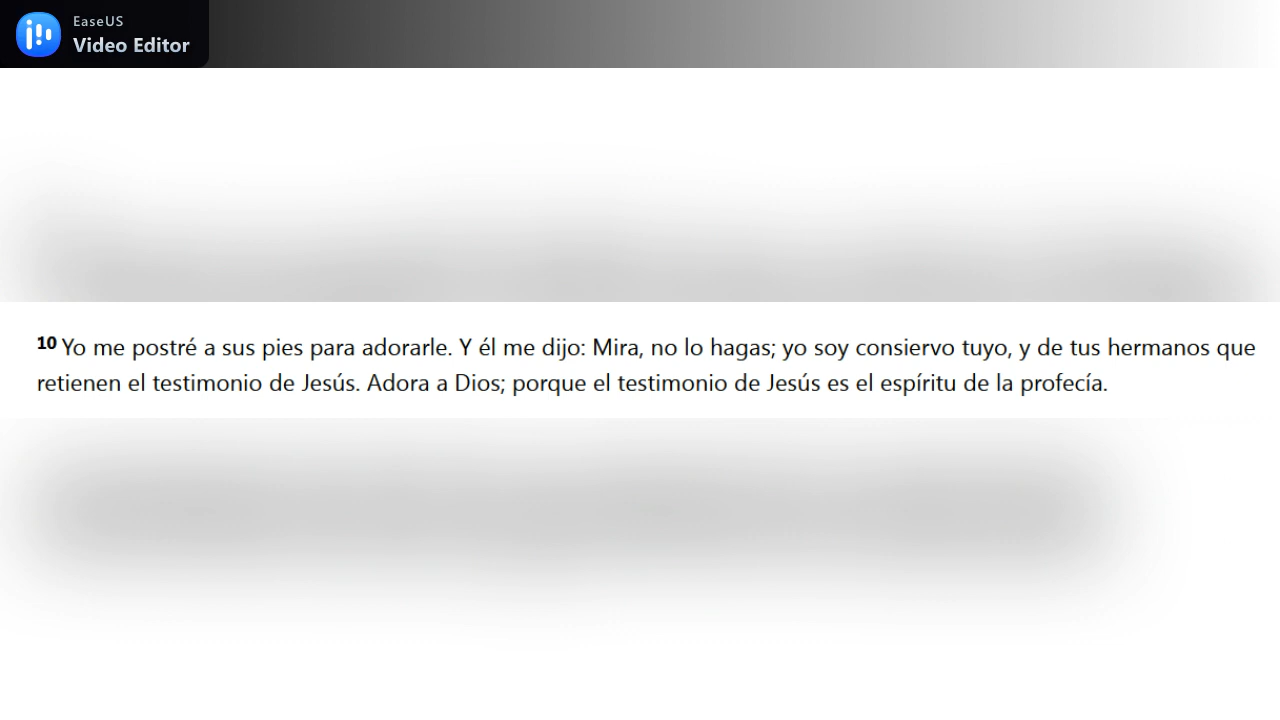 EaseUS
Video Editor
10 Yo me postré a sus pies para adorarle. Y él me dijo: Mira, no lo hagas; yo soy consiervo tuyo, y de tus hermanos que
retienen el testimonio de Jesús. Adora a Dios; porque el testimonio de Jesús es el espíritu de la profecía.